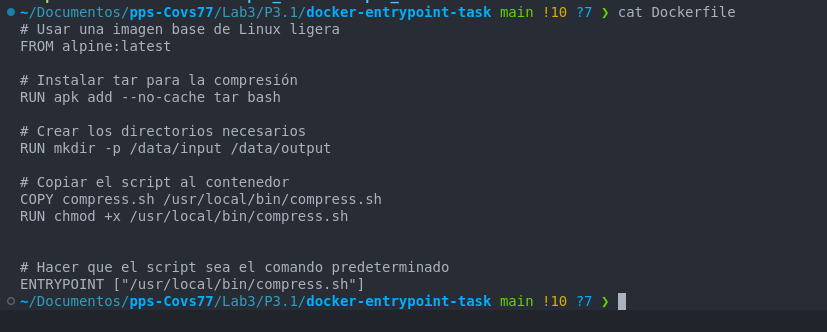 ~/Documentos/pps-Covs77/Lab3/P3.1/docker-entrypoint-task main !10 ?7 ❯ cat Dockerfile
# Usar una imagen base de Linux ligera
FROM alpine:latest
# Instalar tar para la compresión
RUN apk add --no-cache tar bash
# Crear los directorios necesarios
RUN mkdir -p /data/input /data/output
# Copiar el script al contenedor
COPY compress.sh /usr/local/bin/compress.sh
RUN chmod +x /usr/local/bin/compress.sh
# Hacer que el script sea el comando predeterminado
ENTRYPOINT ["/usr/local/bin/compress.sh"]
~/Documentos/pps-Covs77/Lab3/P3.1/docker-entrypoint-task main !10 ?7 ❯